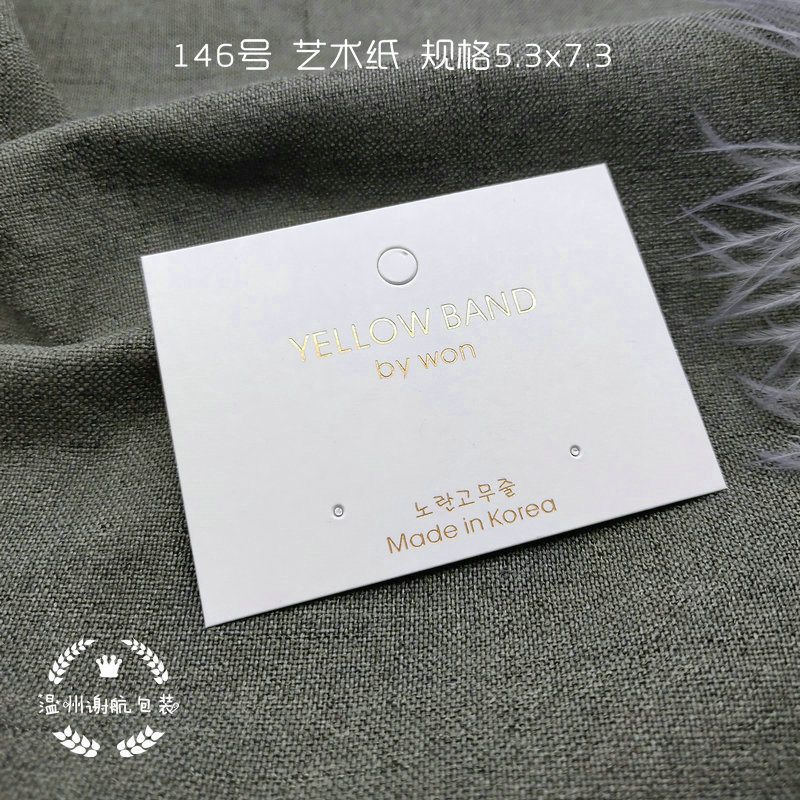 146号 艺术纸 规格5.3x7.3
YELLOW BAND
by won
노란고무줄
Made in Korea
温州谢航包装